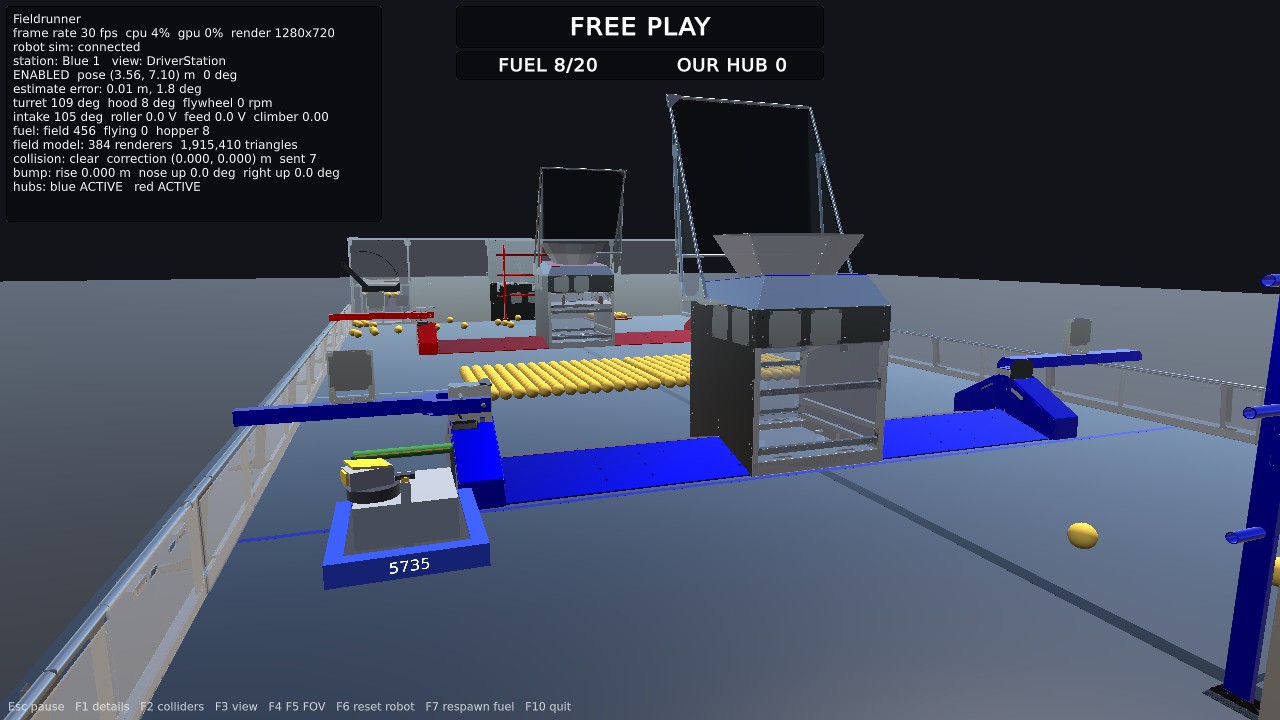 Fieldrunner
frame rate 30 fps  cpu 4%  gpu 0%  render 1280x720
robot sim: connected
station: Blue 1  view: DriverStation
ENABLED  pose (3.56, 7.10) m  0 deg
estimate error: 0.01 m, 1.8 deg
turret 109 deg  hood 8 deg  flywheel 0 rpm
intake 105 deg  roller 0.0 V  feed 0.0 V  climber 0.00
fuel: field 456  flying 0  hopper 8
field model: 384 renderers  1,915,410 triangles
collision: clear  correction (0.000, 0.000) m  sent 7
bump: rise 0.000 m  nose up 0.0 deg  right up 0.0 deg
hubs: blue ACTIVE  red ACTIVE
FREE PLAY
FUEL 8/20  OUR HUB 0
5735
Esc pause  F1 details  F2 colliders  F3 view  F4 F5 FOV  F6 reset robot  F7 respawn fuel  F10 quit